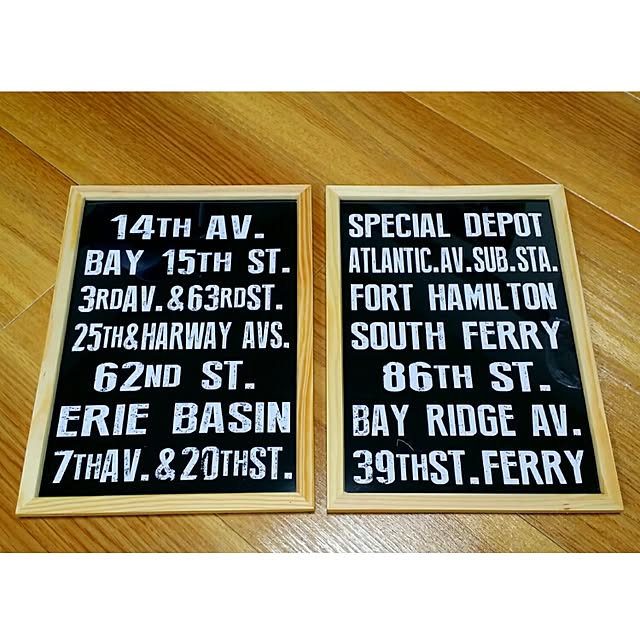 14TH AV.
BAY 15TH ST.
3RDAV.&63RDST.
25TH&HARWAY AVS.
62ND ST.
ERIE BASIN
7THAV.&20THST.
SPECIAL DEPOT
ATLANTIC.AV.SUB.STA.
FORT HAMILTON
SOUTH FERRY
86TH ST.
BAY RIDGE AV.
39THST.FERRY